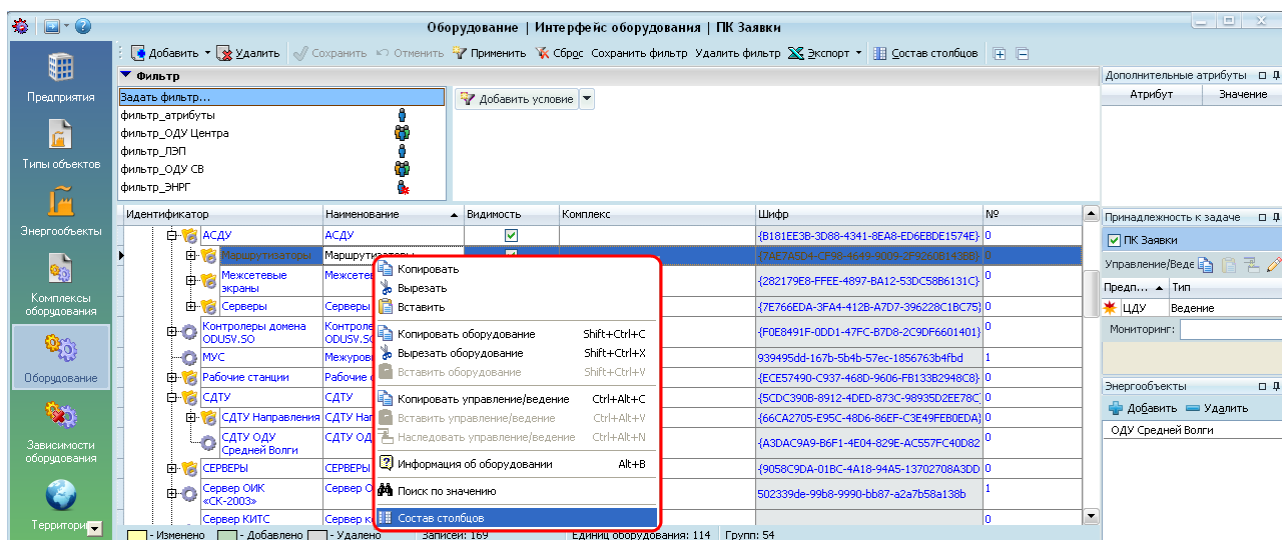 Оборудование | Интерфейс оборудования | ПК Заявки
Добавить Удалить Сохранить Отменить Применить Сброс Сохранить фильтр Удалить фильтр Экспорт Состав столбцов
Предприятия
Типы объектов
Энергообъекты
Комплексы
оборудования
Оборудование
Зависимости
оборудования
Территори
Фильтр
Задать фильтр...
фильтр_атрибуты
фильтр_ОДУ Центра
фильтр_ЛЭП
фильтр_ОДУ СВ
фильтр_ЭНРГ
Добавить условие
Идентификатор Наименование Видимость Комплекс Шифр №
АСДУ АСДУ {B181EE3B-3D88-4341-8EA8-ED6EBDE1574E} 0
Маршрутизаторы Маршрутизаторы {7AE7A5D4-CF98-4649-9009-2F9260B143BB} 0
Межсетевые
экраны Межсетев {282179E8-FFEE-4897-BA12-53DC58B6131C} 0
Серверы Серверы {7E766EDA-3FA4-412B-A7D7-396228C1BC75} 0
Контролеры домена
ODUSV.SO Контроле
ODUSV.SO {F0E8491F-0DD1-47FC-B7D8-2C9DF6601401} 0
МУС Межуров 939495dd-167b-5b4b-57ec-1856763b4fbd 1
Рабочие станции Рабочие {ECE57490-C937-468D-9606-FB133B2948C8} 0
СДТУ СДТУ {5CDC390B-8912-4DED-873C-98935D2EE78C} 0
СДТУ Направления СДТУ Нап {66CA2705-E95C-48D6-86EF-C3E49FEB0EDA} 0
СДТУ ОДУ
Средней Волги СДТУ ОД {A3DAC9A9-B6F1-4E04-829E-AC557FC40D82 0
СЕРВЕРЫ СЕРВЕРЫ {9058C9DA-01BC-4A18-94A5-13702708A3DD 0
Сервер ОИК
«СК-2003» Сервер О 502339de-99b8-9990-bb87-a2a7b58a138b 1
Сервер КИТС Сервер к 0
Копировать
Вырезать
Вставить
Копировать оборудование Shift+Ctrl+C
Вырезать оборудование Shift+Ctrl+X
Вставить оборудование Shift+Ctrl+V
Копировать управление/ведение Ctrl+Alt+C
Вставить управление/ведение Ctrl+Alt+V
Наследовать управление/ведение Ctrl+Alt+N
Информация об оборудовании Alt+B
Поиск по значению
Состав столбцов
- Изменено - Добавлено - Удалено Записей: 169 Единиц оборудования: 114 Групп: 54
Дополнительные атрибуты
Атрибут Значение
Принадлежность к задаче
ПК Заявки
Управление/Веде
Предп... Тип
ЦДУ Ведение
Мониторинг:
Энергообъекты
Добавить Удалить
ОДУ Средней Волги